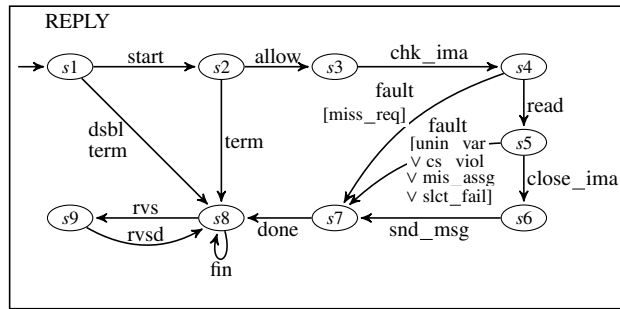 REPLY
start
allow
chk_ima
s1
s2
s3
s4
fault
[miss_req]
read
dsbl
term
term
fault
[unin_var
∨ cs_viol
∨ mis_assg
∨ slct_fail]
s5
close_ima
s9
rvs
s8
s7
s6
rvsd
done
snd_msg
fin